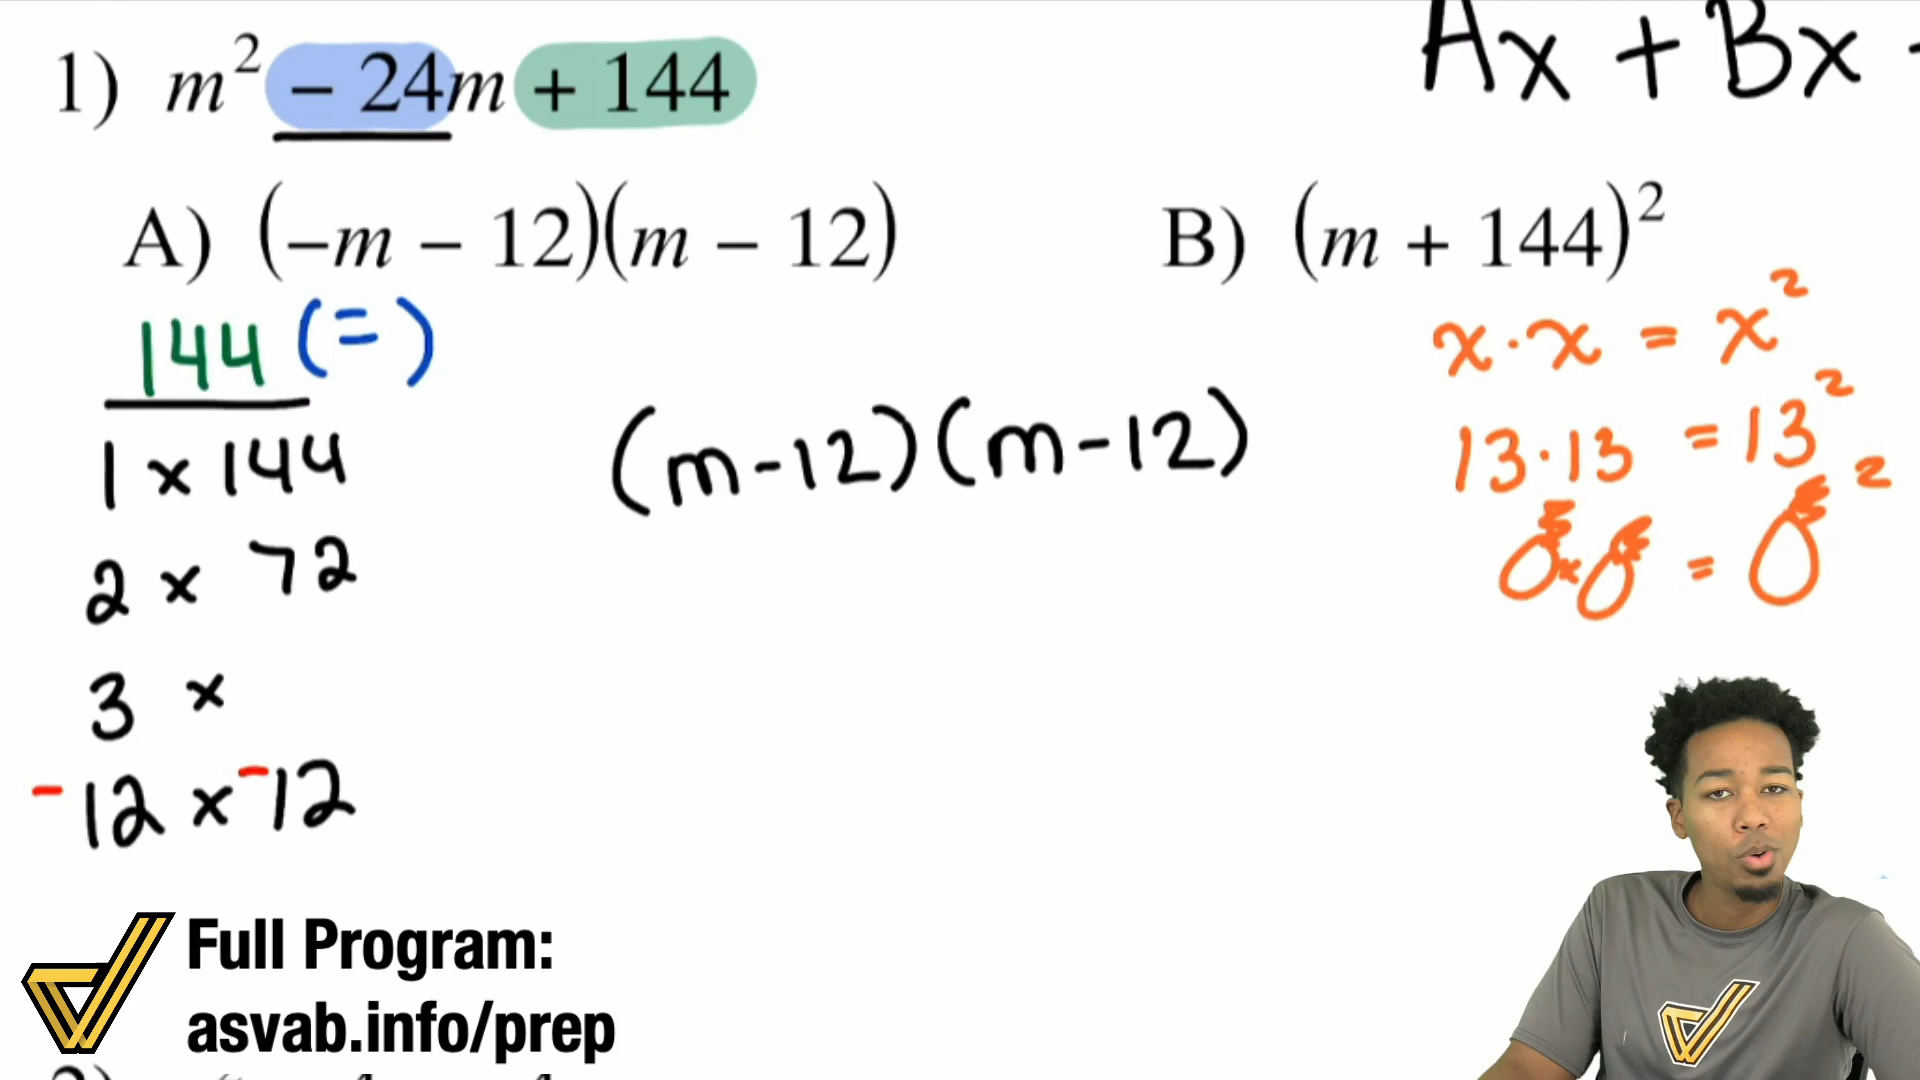 1) m² – 24m + 144
Ax + Bx
A) (–m – 12)(m – 12)
B) (m + 144)²
144 (=)
x · x = x²
1 x 144
(m-12)(m-12)
13 · 13 = 13²
2 x 72
x = ²
3 x
-12 x -12
Full Program:
asvab.info/prep